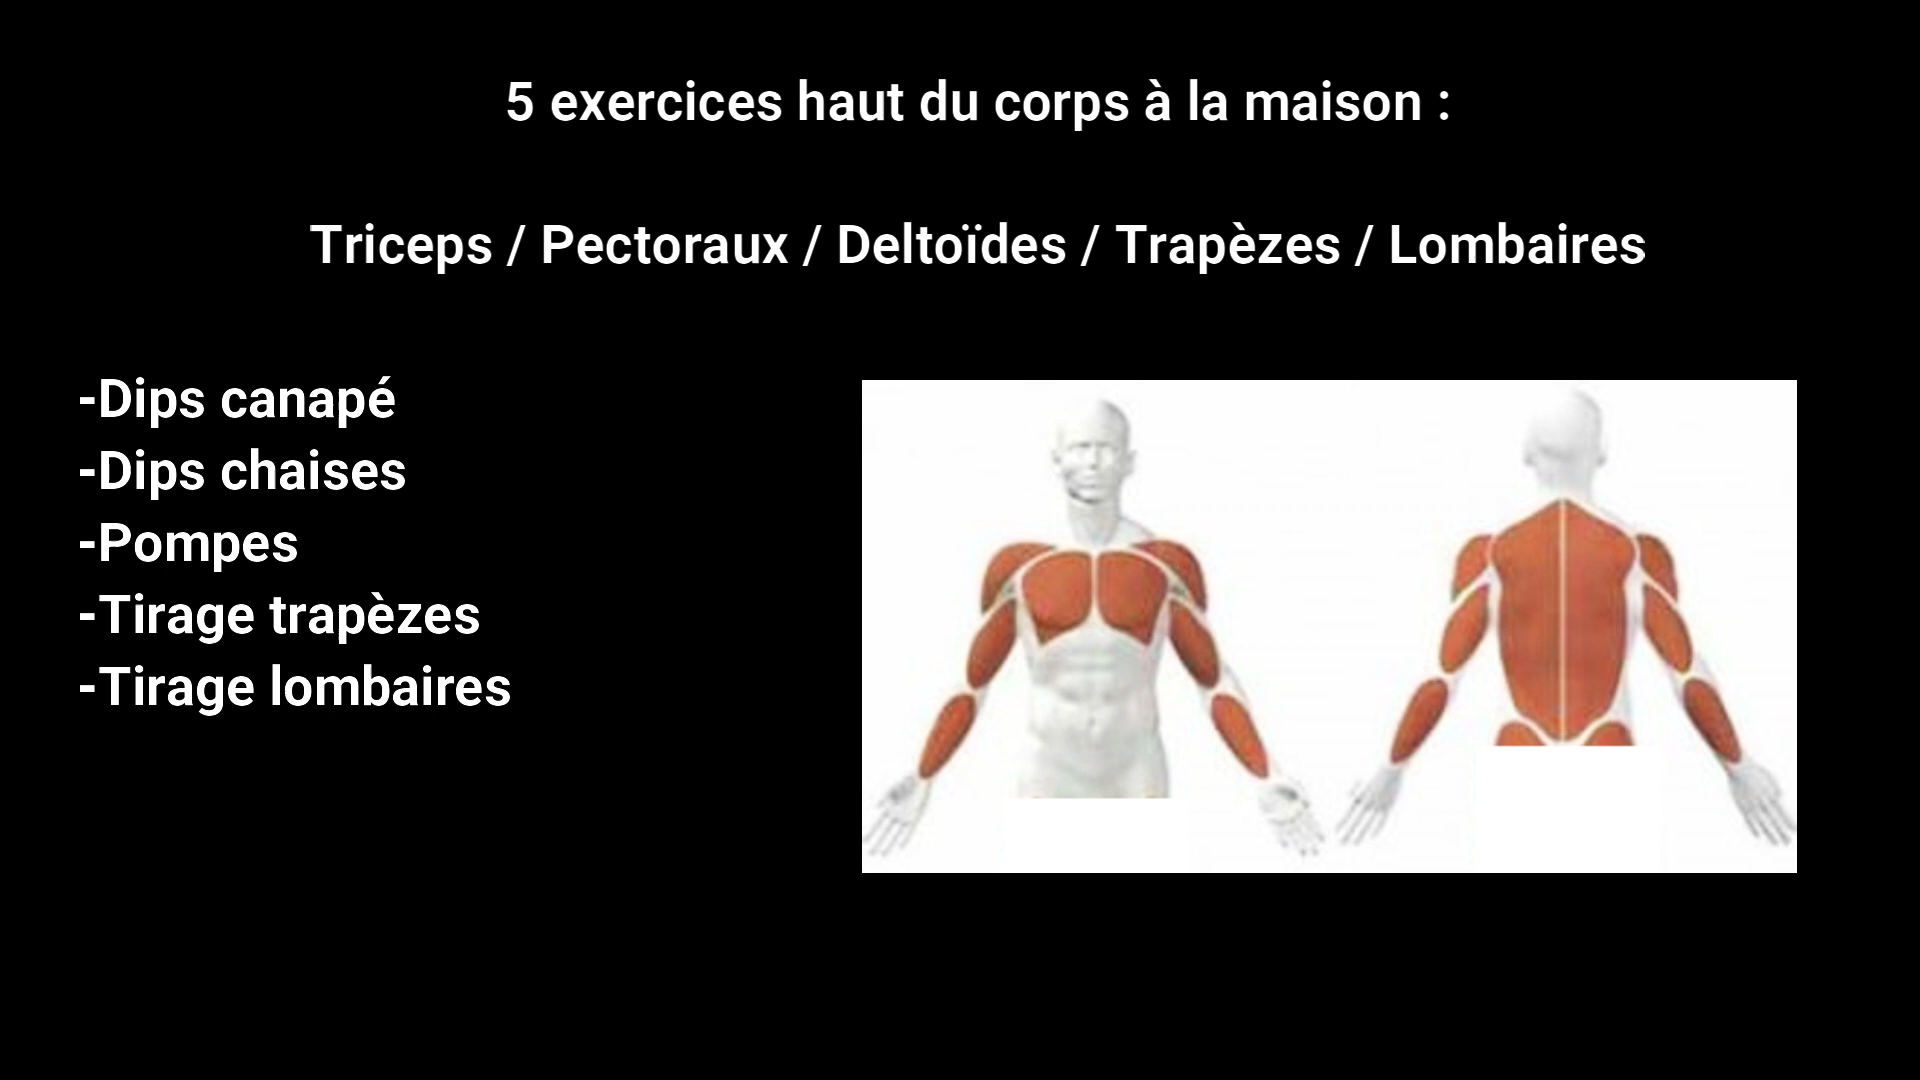 5 exercices haut du corps à la maison :
Triceps / Pectoraux / Deltoïdes / Trapèzes / Lombaires
-Dips canapé
-Dips chaises
-Pompes
-Tirage trapèzes
-Tirage lombaires